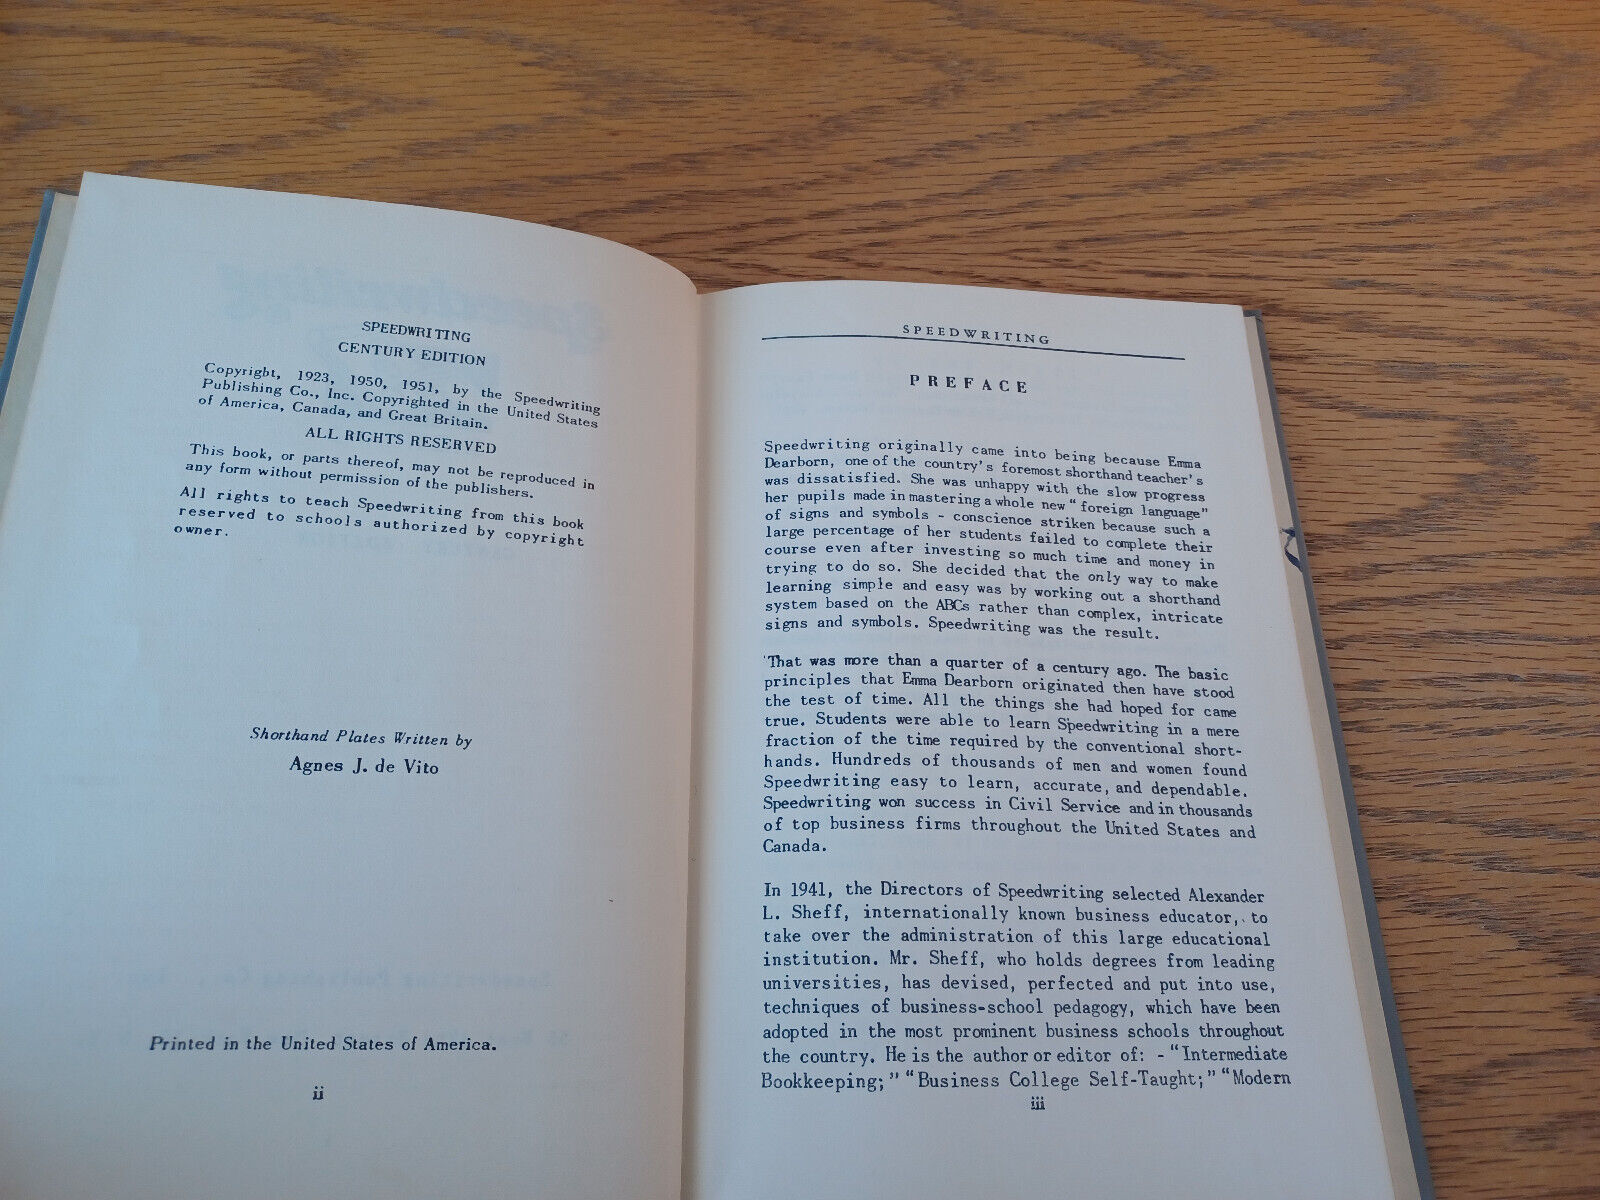 SPEEDWRITING
CENTURY EDITION
Copyright, 1923, 1950, 1951, by the Speedwriting
Publishing Co., Inc. Copyrighted in the United States
of America, Canada, and Great Britain.
ALL RIGHTS RESERVED
This book, or parts thereof, may not be reproduced in
any form without permission of the publishers.
All rights to teach Speedwriting from this book
reserved to schools authorized by copyright
owner.
Shorthand Plates Written by
Agnes J. de Vito
Printed in the United States of America.
ii
SPEEDWRITING
PREFACE
Speedwriting originally came into being because Emma
Dearborn, one of the country's foremost shorthand teacher's
was dissatisfied. She was unhappy with the slow progress
her pupils made in mastering a whole new "foreign language"
of signs and symbols - conscience striken because such a
large percentage of her students failed to complete their
course even after investing so much time and money in
trying to do so. She decided that the only way to make
learning simple and easy was by working out a shorthand
system based on the ABCs rather than complex, intricate
signs and symbols. Speedwriting was the result.
That was more than a quarter of a century ago. The basic
principles that Emma Dearborn originated then have stood
the test of time. All the things she had hoped for came
true. Students were able to learn Speedwriting in a mere
fraction of the time required by the conventional short-
hands. Hundreds of thousands of men and women found
Speedwriting easy to learn, accurate, and dependable.
Speedwriting won success in Civil Service and in thousands
of top business firms throughout the United States and
Canada.
In 1941, the Directors of Speedwriting selected Alexander
L. Sheff, internationally known business educator, to
take over the administration of this large educational
institution. Mr. Sheff, who holds degrees from leading
universities, has devised, perfected and put into use,
techniques of business-school pedagogy, which have been
adopted in the most prominent business schools throughout
the country. He is the author or editor of: - "Intermediate
Bookkeeping;" "Business College Self-Taught;" "Modern
iii